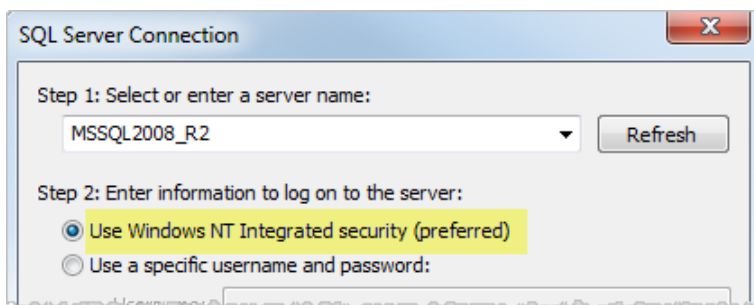 SQL Server Connection
Step 1: Select or enter a server name:
MSSQL2008_R2
Refresh
Step 2: Enter information to log on to the server:
Use Windows NT Integrated security (preferred)
Use a specific username and password: